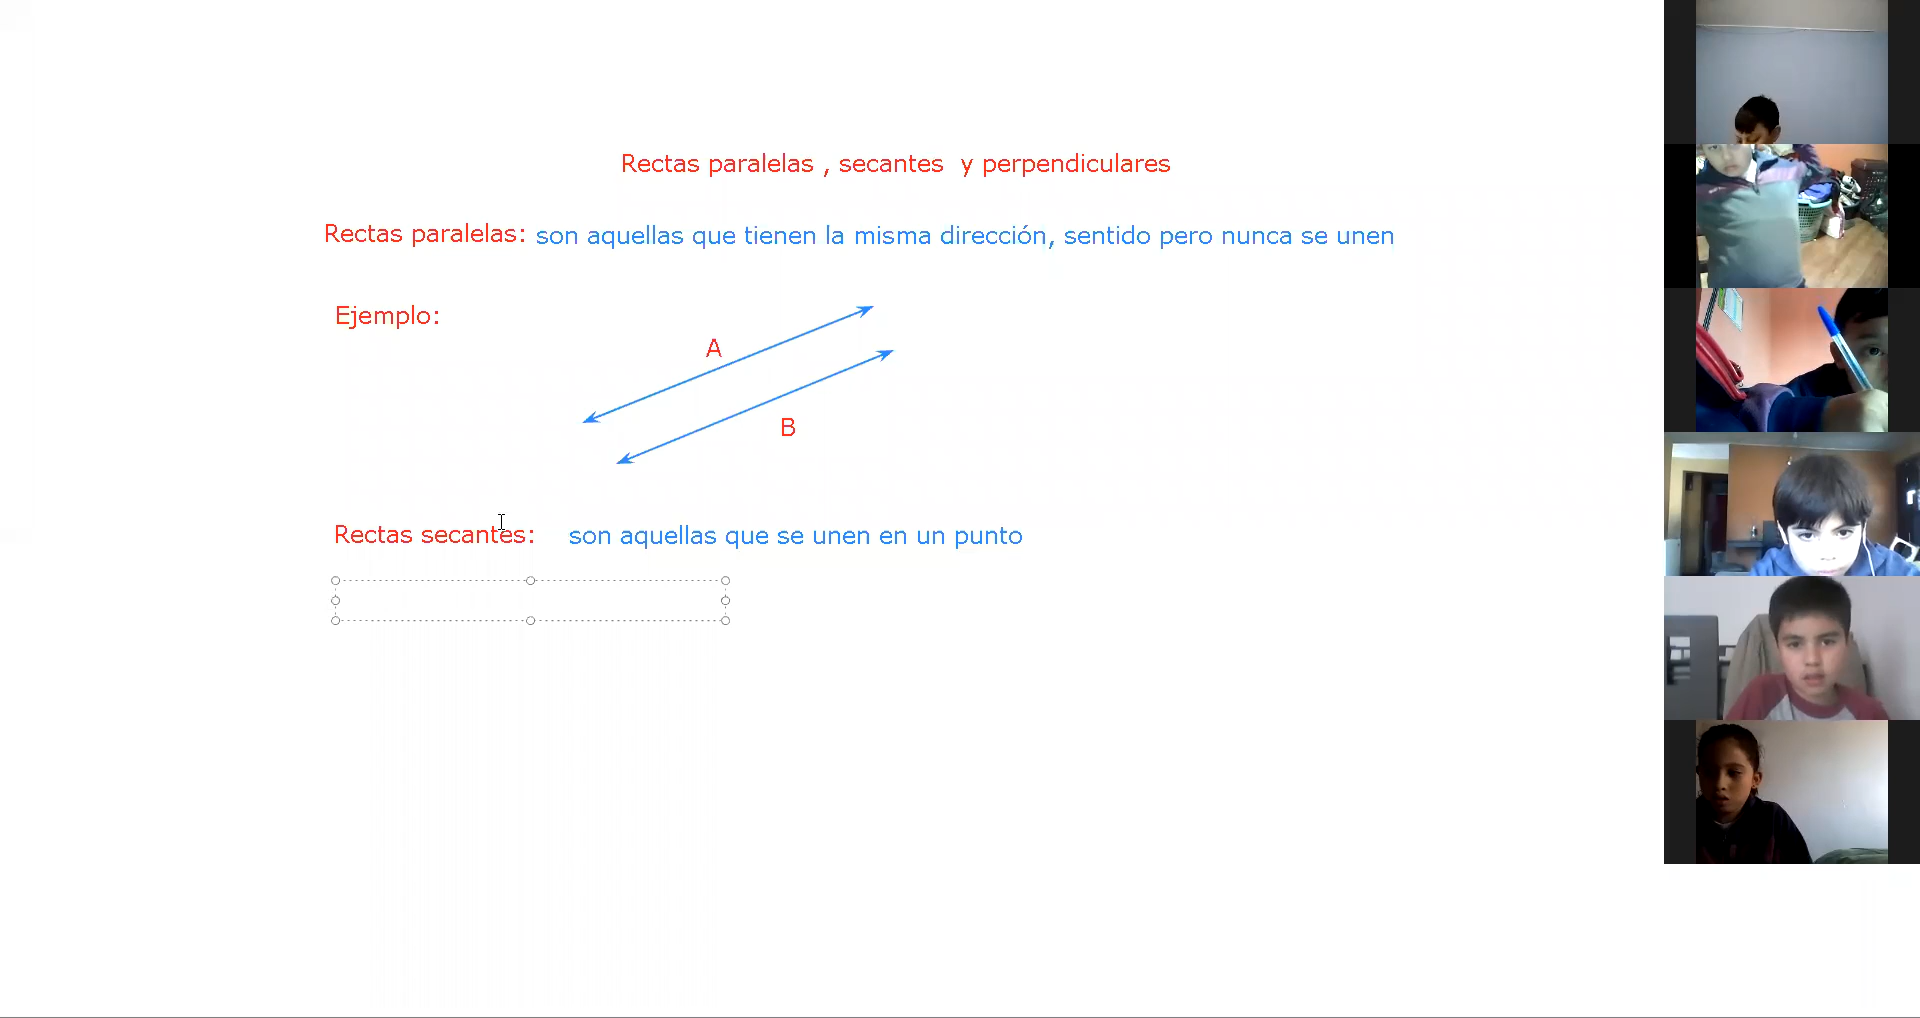 Rectas paralelas , secantes  y perpendiculares
Rectas paralelas: son aquellas que tienen la misma dirección, sentido pero nunca se unen
Ejemplo:
A
B
Rectas secantes: son aquellas que se unen en un punto